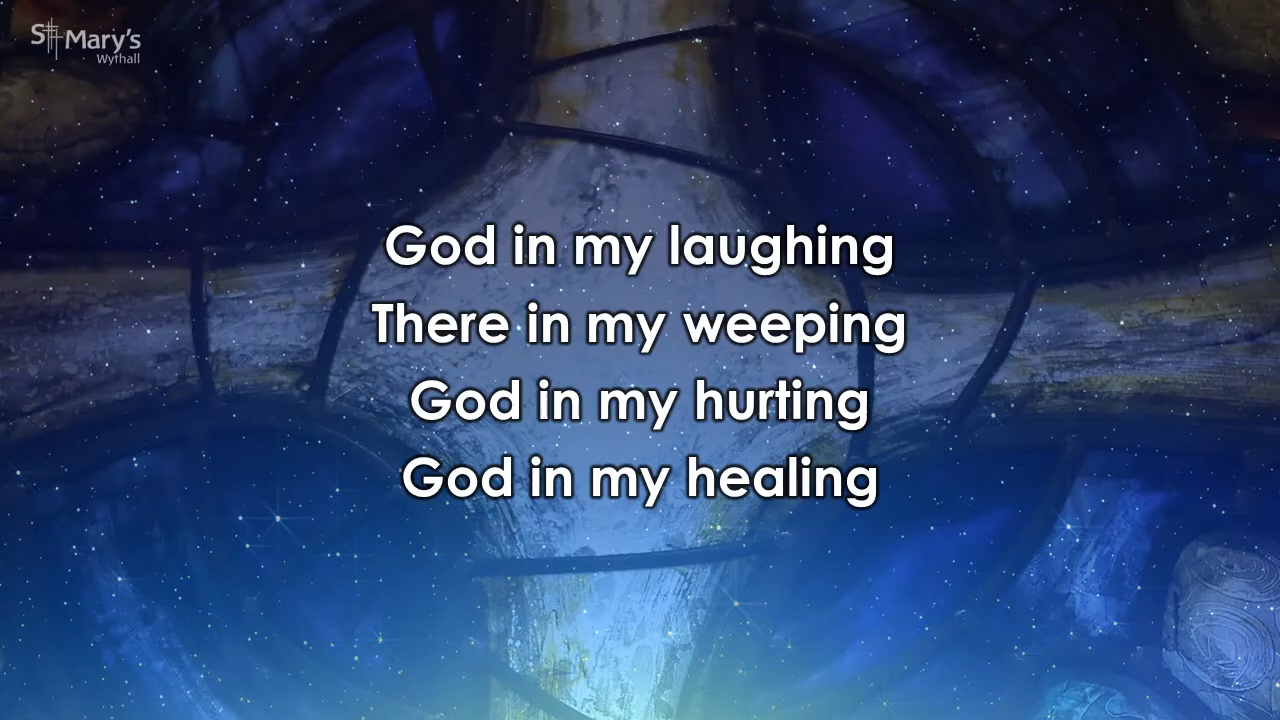 St Mary's
Wythall
God in my laughing
There in my weeping
God in my hurting
God in my healing